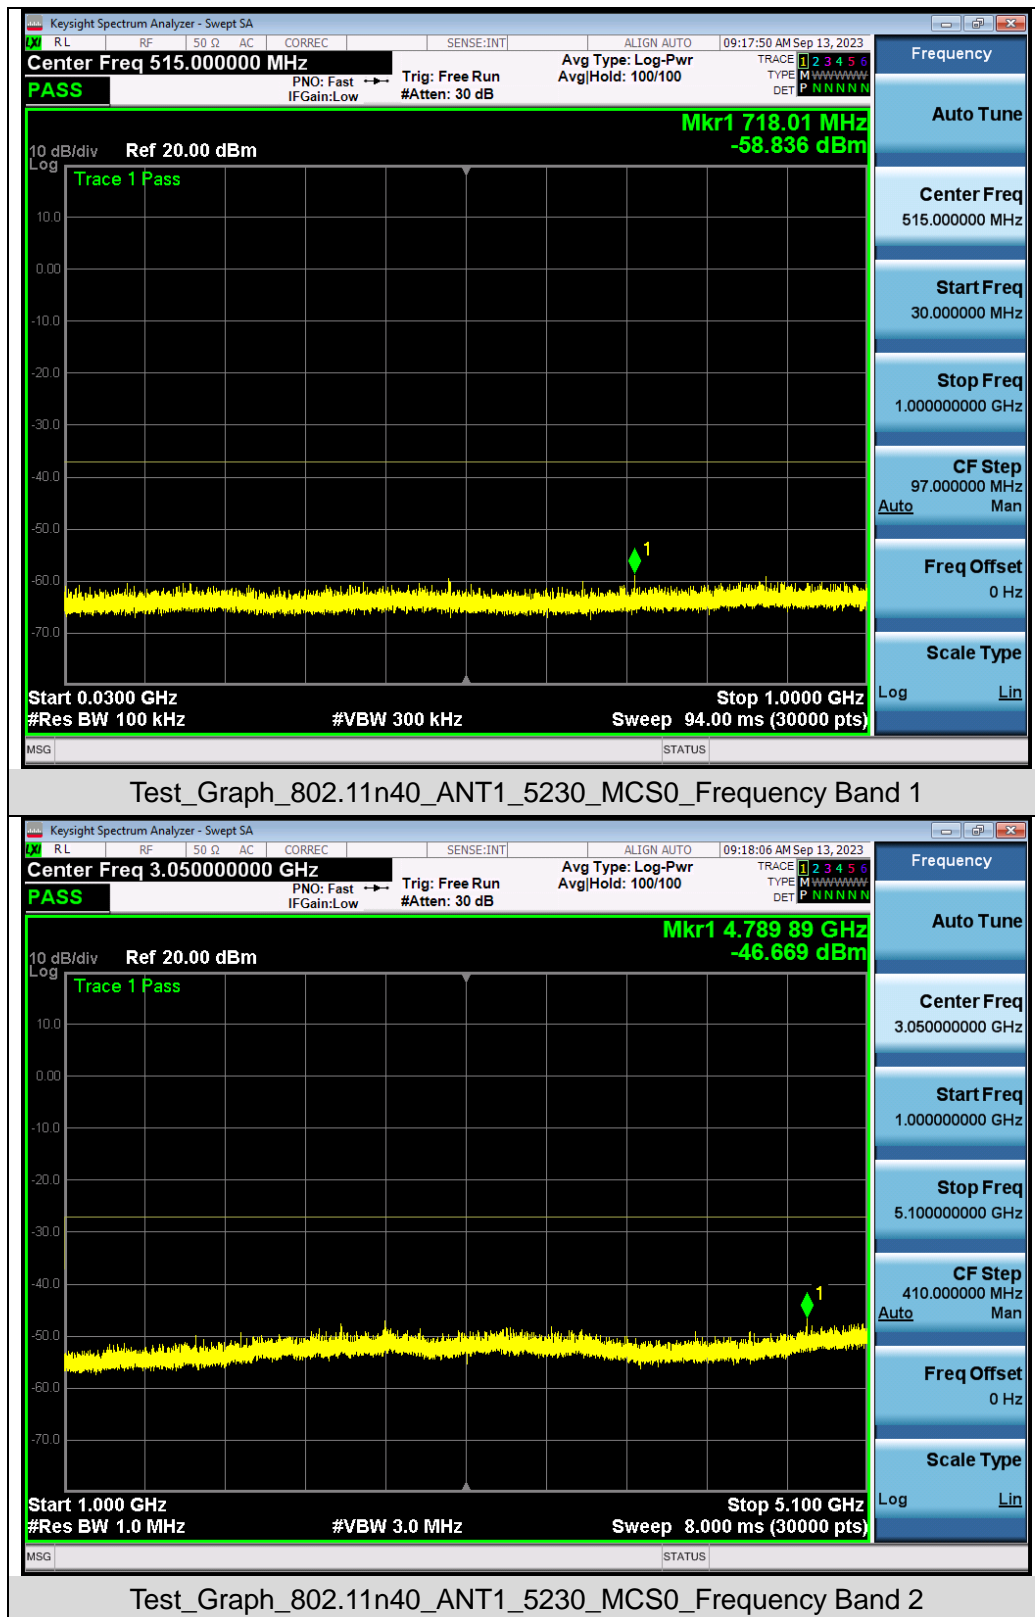 Keysight Spectrum Analyzer - Swept SA
LXI RL RF 50 Ω AC CORREC SENSE:INT ALIGN AUTO 09:17:50 AM Sep 13, 2023
Center Freq 515.000000 MHz
PASS
PNO: Fast
IFGain:Low
Trig: Free Run
#Atten: 30 dB
Avg Type: Log-Pwr
Avg|Hold: 100/100
TRACE 1 2 3 4 5 6
TYPE M WWWWW
DET P N N N N N
Mkr1 718.01 MHz
-58.836 dBm
10 dB/div Ref 20.00 dBm
Log
Trace 1 Pass
10.0
0.00
-10.0
-20.0
-30.0
-40.0
-50.0
-60.0
-70.0
1
Start 0.0300 GHz Stop 1.0000 GHz
#Res BW 100 kHz #VBW 300 kHz Sweep 94.00 ms (30000 pts)
MSG STATUS
Frequency
Auto Tune
Center Freq
515.000000 MHz
Start Freq
30.000000 MHz
Stop Freq
1.000000000 GHz
CF Step
97.000000 MHz
Auto Man
Freq Offset
0 Hz
Scale Type
Log Lin
Test_Graph_802.11n40_ANT1_5230_MCS0_Frequency Band 1
Keysight Spectrum Analyzer - Swept SA
LXI RL RF 50 Ω AC CORREC SENSE:INT ALIGN AUTO 09:18:06 AM Sep 13, 2023
Center Freq 3.050000000 GHz
PASS
PNO: Fast
IFGain:Low
Trig: Free Run
#Atten: 30 dB
Avg Type: Log-Pwr
Avg|Hold: 100/100
TRACE 1 2 3 4 5 6
TYPE M WWWWW
DET P N N N N N
Mkr1 4.789 89 GHz
-46.669 dBm
10 dB/div Ref 20.00 dBm
Log
Trace 1 Pass
10.0
0.00
-10.0
-20.0
-30.0
-40.0
-50.0
-60.0
-70.0
1
Start 1.000 GHz Stop 5.100 GHz
#Res BW 1.0 MHz #VBW 3.0 MHz Sweep 8.000 ms (30000 pts)
MSG STATUS
Frequency
Auto Tune
Center Freq
3.050000000 GHz
Start Freq
1.000000000 GHz
Stop Freq
5.100000000 GHz
CF Step
410.000000 MHz
Auto Man
Freq Offset
0 Hz
Scale Type
Log Lin
Test_Graph_802.11n40_ANT1_5230_MCS0_Frequency Band 2